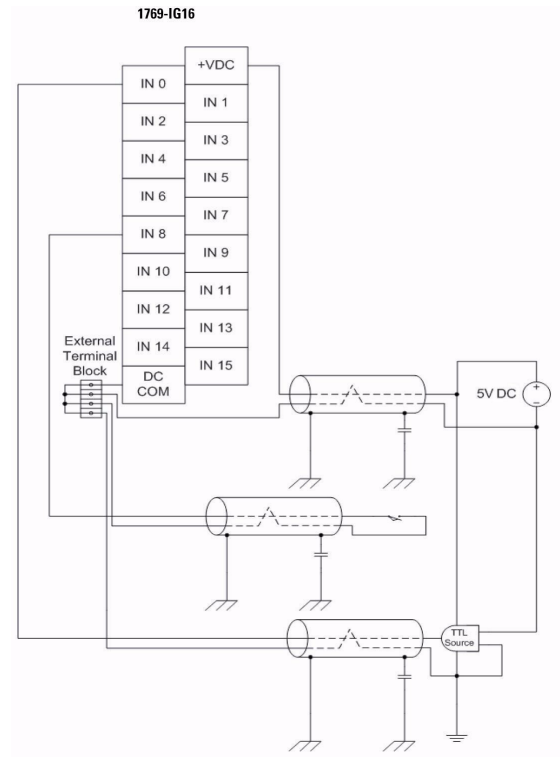 1769-IG16
+VDC
IN 0
IN 1
IN 2
IN 3
IN 4
IN 5
IN 6
IN 7
IN 8
IN 9
IN 10
IN 11
IN 12
IN 13
IN 14
IN 15
DC
COM
External
Terminal
Block
5V DC
+
−
TTL
Source